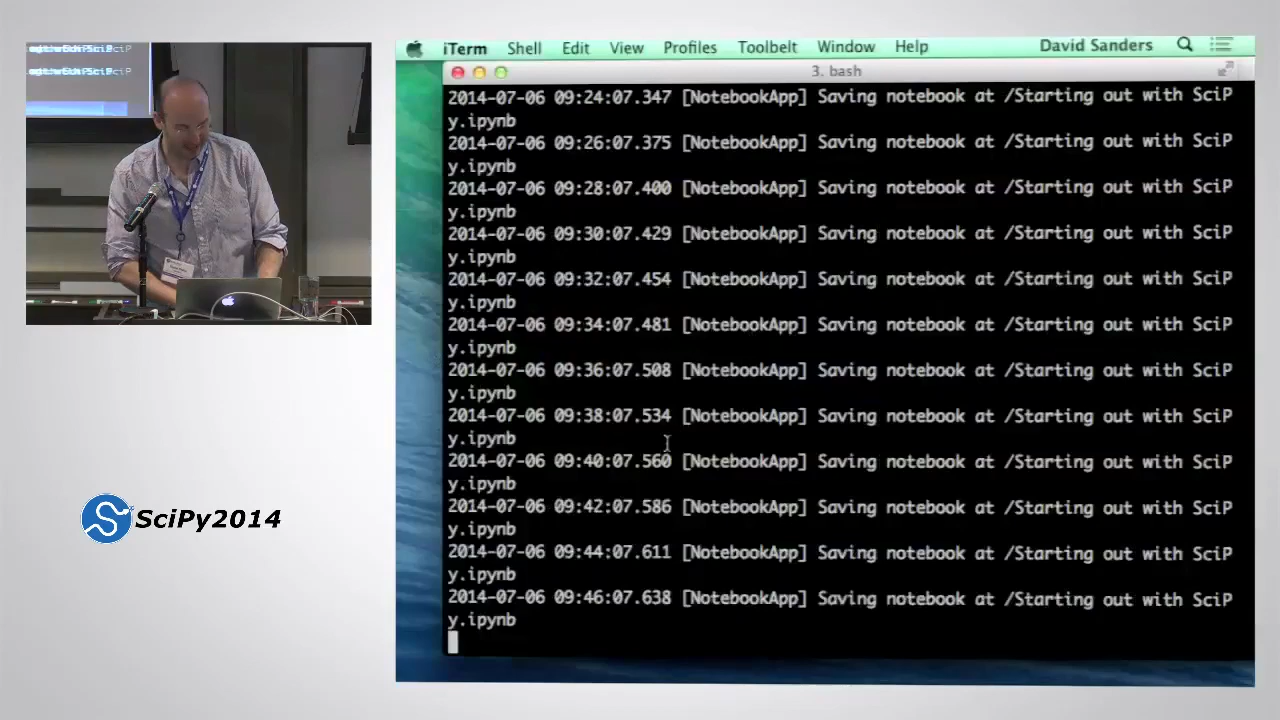 iTerm Shell Edit View Profiles Toolbelt Window Help David Sanders
3. bash
2014-07-06 09:24:07.347 [NotebookApp] Saving notebook at /Starting out with SciP
y.ipynb
2014-07-06 09:26:07.375 [NotebookApp] Saving notebook at /Starting out with SciP
y.ipynb
2014-07-06 09:28:07.400 [NotebookApp] Saving notebook at /Starting out with SciP
y.ipynb
2014-07-06 09:30:07.429 [NotebookApp] Saving notebook at /Starting out with SciP
y.ipynb
2014-07-06 09:32:07.454 [NotebookApp] Saving notebook at /Starting out with SciP
y.ipynb
2014-07-06 09:34:07.481 [NotebookApp] Saving notebook at /Starting out with SciP
y.ipynb
2014-07-06 09:36:07.508 [NotebookApp] Saving notebook at /Starting out with SciP
y.ipynb
2014-07-06 09:38:07.534 [NotebookApp] Saving notebook at /Starting out with SciP
y.ipynb
2014-07-06 09:40:07.560 [NotebookApp] Saving notebook at /Starting out with SciP
y.ipynb
2014-07-06 09:42:07.586 [NotebookApp] Saving notebook at /Starting out with SciP
y.ipynb
2014-07-06 09:44:07.611 [NotebookApp] Saving notebook at /Starting out with SciP
y.ipynb
2014-07-06 09:46:07.638 [NotebookApp] Saving notebook at /Starting out with SciP
y.ipynb
SciPy2014